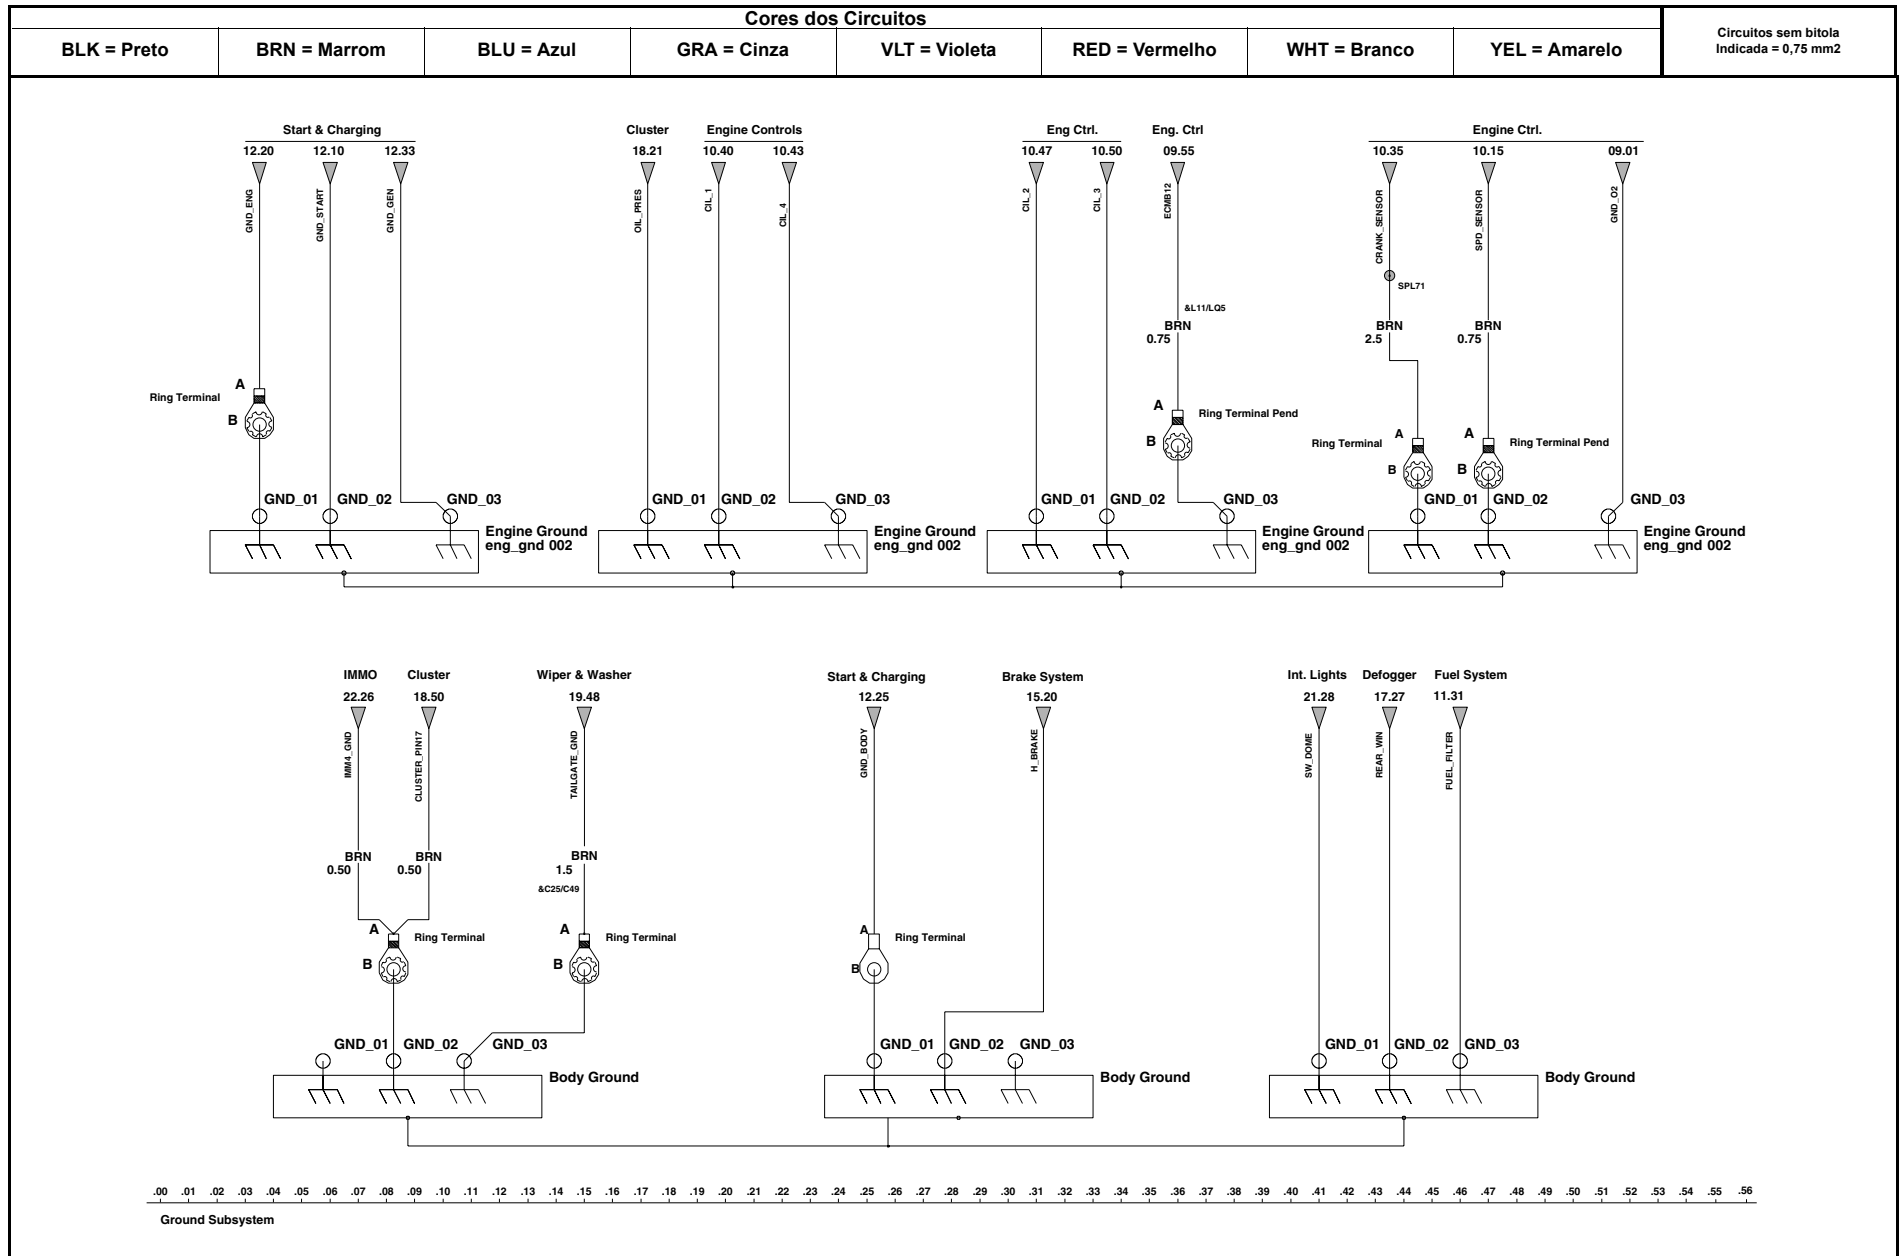 Cores dos Circuitos
BLK = Preto
BRN = Marrom
BLU = Azul
GRA = Cinza
VLT = Violeta
RED = Vermelho
WHT = Branco
YEL = Amarelo
Circuitos sem bitola
Indicada = 0,75 mm2
Start & Charging
12.20
12.10
12.33
GND_ENG
GND_START
GND_GEN
Cluster
18.21
OIL_PRES
Engine Controls
10.40
10.43
CIL_1
CIL_4
Eng Ctrl.
10.47
10.50
CIL_2
CIL_3
Eng. Ctrl
09.55
ECMB12
&L11/LQ5
BRN
0.75
Engine Ctrl.
10.35
10.15
09.01
CRANK_SENSOR
SPD_SENSOR
GND_O2
SPL71
BRN
2.5
BRN
0.75
A
Ring Terminal
B
A
Ring Terminal Pend
B
A
Ring Terminal
B
A
Ring Terminal Pend
B
GND_01
GND_02
GND_03
Engine Ground
eng_gnd 002
GND_01
GND_02
GND_03
Engine Ground
eng_gnd 002
GND_01
GND_02
GND_03
Engine Ground
eng_gnd 002
GND_01
GND_02
GND_03
Engine Ground
eng_gnd 002
IMMO
22.26
IMM4_GND
Cluster
18.50
CLUSTER_PIN17
Wiper & Washer
19.48
TAILGATE_GND
Start & Charging
12.25
GND_BODY
Brake System
15.20
H_BRAKE
Int. Lights
21.28
SW_DOME
Defogger
17.27
REAR_WIN
Fuel System
11.31
FUEL_FILTER
BRN
0.50
BRN
0.50
BRN
1.5
&C25/C49
A
Ring Terminal
B
A
Ring Terminal
B
A
Ring Terminal
B
GND_01
GND_02
GND_03
Body Ground
GND_01
GND_02
GND_03
Body Ground
GND_01
GND_02
GND_03
Body Ground
.00 .01 .02 .03 .04 .05 .06 .07 .08 .09 .10 .11 .12 .13 .14 .15 .16 .17 .18 .19 .20 .21 .22 .23 .24 .25 .26 .27 .28 .29 .30 .31 .32 .33 .34 .35 .36 .37 .38 .39 .40 .41 .42 .43 .44 .45 .46 .47 .48 .49 .50 .51 .52 .53 .54 .55 .56
Ground Subsystem